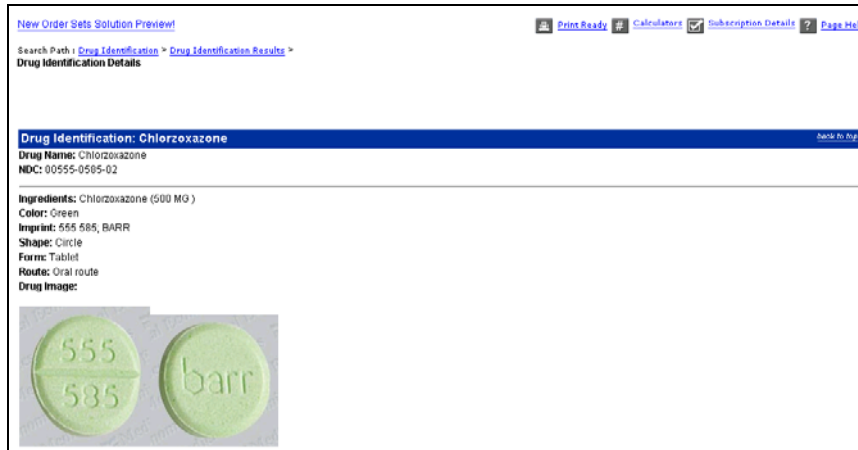 New Order Sets Solution Preview!
Print Ready # Calculators Subscription Details ? Page Hel
Search Path : Drug Identification > Drug Identification Results >
Drug Identification Details
Drug Identification: Chlorzoxazone back to top
Drug Name: Chlorzoxazone
NDC: 00555-0585-02
Ingredients: Chlorzoxazone (500 MG )
Color: Green
Imprint: 555 585; BARR
Shape: Circle
Form: Tablet
Route: Oral route
Drug Image:
555
585
barr